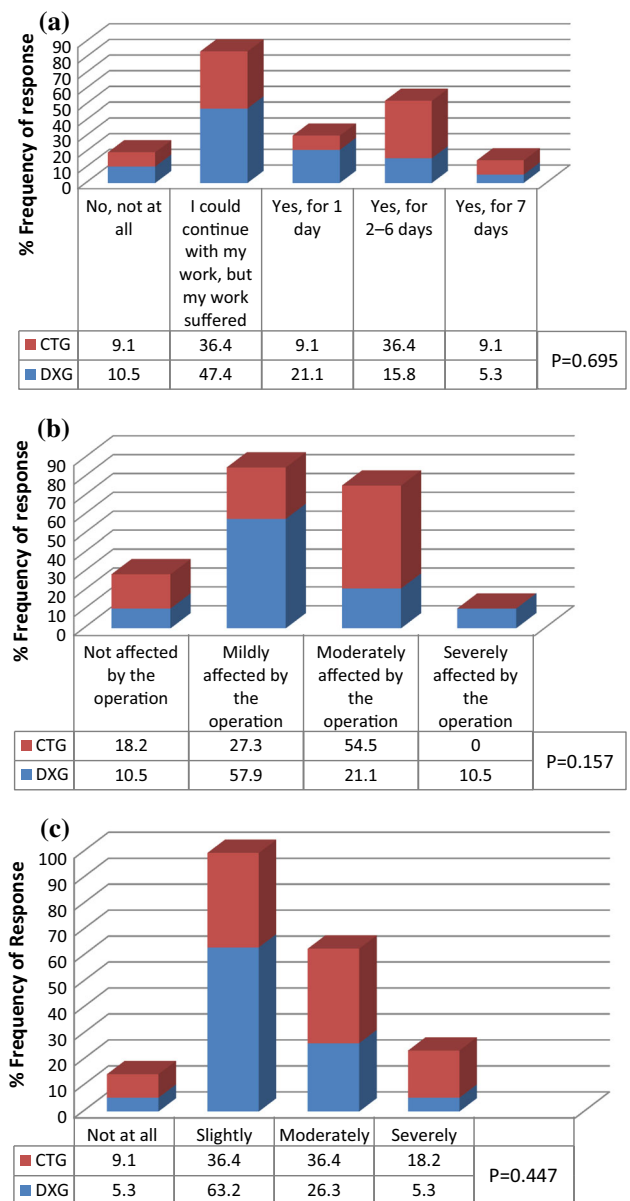 (a)
% Frequency of response
90
80
70
60
50
40
30
20
10
0
No, not at all
I could continue with my work, but my work suffered
Yes, for 1 day
Yes, for 2–6 days
Yes, for 7 days
CTG 9.1 36.4 9.1 36.4 9.1
DXG 10.5 47.4 21.1 15.8 5.3
P=0.695
(b)
% Frequency of response
90
80
70
60
50
40
30
20
10
0
Not affected by the operation
Mildly affected by the operation
Moderately affected by the operation
Severely affected by the operation
CTG 18.2 27.3 54.5 0
DXG 10.5 57.9 21.1 10.5
P=0.157
(c)
% Frequency of Response
100
90
80
70
60
50
40
30
20
10
0
Not at all Slightly Moderately Severely
CTG 9.1 36.4 36.4 18.2
DXG 5.3 63.2 26.3 5.3
P=0.447